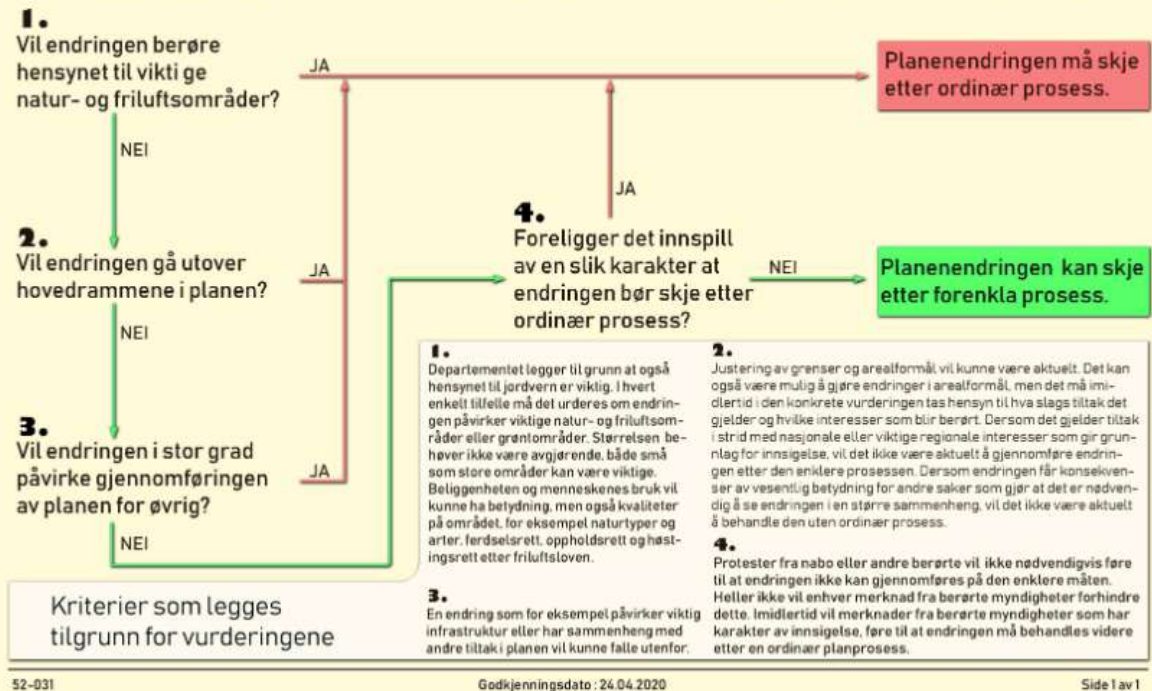 1.
Vil endringen berøre
hensynet til vikti ge
natur- og friluftsområder?
JA
Planenendringen må skje
etter ordinær prosess.
NEI
JA
2.
Vil endringen gå utover
hovedrammene i planen?
JA
4.
Foreligger det innspill
av en slik karakter at
endringen bør skje etter
ordinær prosess?
NEI
Planenendringen kan skje
etter forenkla prosess.
NEI
3.
Vil endringen i stor grad
påvirke gjennomføringen
av planen for øvrig?
JA
NEI
Kriterier som legges
tilgrunn for vurderingene
1.
Departementet legger til grunn at også
hensynet til jordvern er viktig. I hvert
enkelt tilfelle må det urderes om endrin-
gen påvirker viktige natur- og friluftsom-
råder eller grøntområder. Størrelsen be-
høver ikke være avgjørende, både små
som store områder kan være viktige.
Beliggenheten og menneskenes bruk vil
kunne ha betydning, men også kvaliteter
på området, for eksempel naturtyper og
arter, ferdselsrett, oppholdsrett og høst-
ingsrett etter friluftsloven.
3.
En endring som for eksempel påvirker viktig
infrastruktur eller har sammenheng med
andre tiltak i planen vil kunne falle utenfor.
2.
Justering av grenser og arealformål vil kunne være aktuelt. Det kan
også være mulig å gjøre endringer i arealformål, men det må imi-
dlertid i den konkrete vurderingen tas hensyn til hva slags tiltak det
gjelder og hvilke interesser som blir berørt. Dersom det gjelder tiltak
i strid med nasjonale eller viktige regionale interesser som gir grun-
nlag for innsigelse, vil det ikke være aktuelt å gjennomføre endrin-
gen etter den enklere prosessen. Dersom endringen får konsekven-
ser av vesentlig betydning for andre saker som gjør at det er nødven-
dig å se endringen i en større sammenheng, vil det ikke være aktuelt
å behandle den uten ordinær prosess.
4.
Protester fra nabo eller andre berørte vil ikke nødvendigvis føre
til at endringen ikke kan gjennomføres på den enklere måten.
Heller ikke vil enhver merknad fra berørte myndigheter forhindre
dette. Imidlertid vil merknader fra berørte myndigheter som har
karakter av innsigelse, føre til at endringen må behandles videre
etter en ordinær planprosess.
52-031
Godkjenningsdato: 24.04.2020
Side 1 av 1